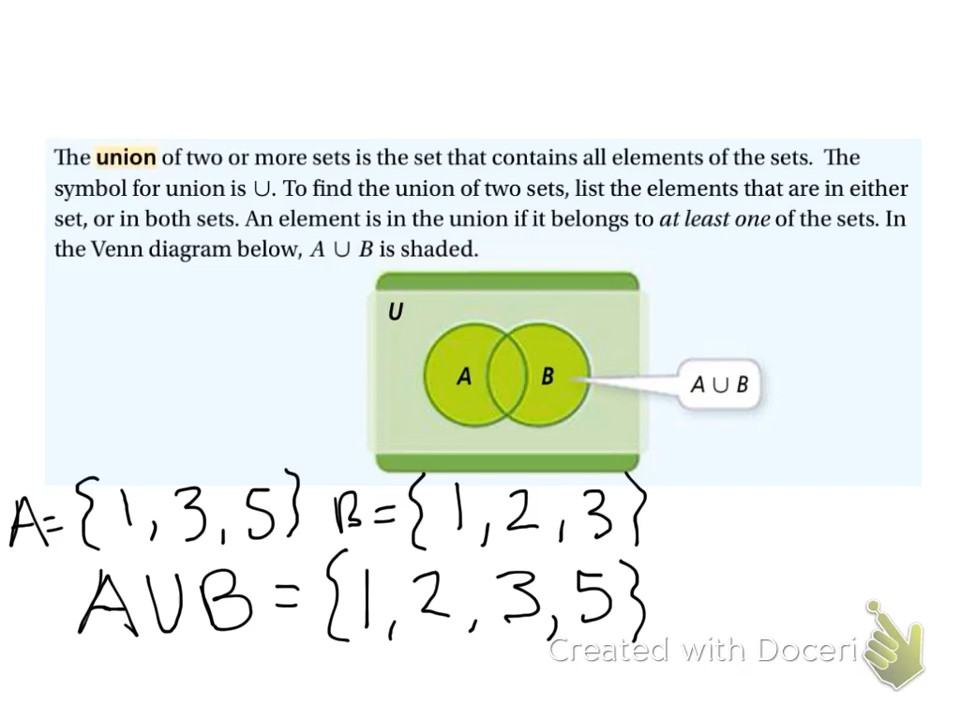 The union of two or more sets is the set that contains all elements of the sets. The
symbol for union is ∪. To find the union of two sets, list the elements that are in either
set, or in both sets. An element is in the union if it belongs to at least one of the sets. In
the Venn diagram below, A ∪ B is shaded.
U
A B
A ∪ B
A={1,3,5} B={1,2,3}
A∪B={1,2,3,5}
Created with Doceri